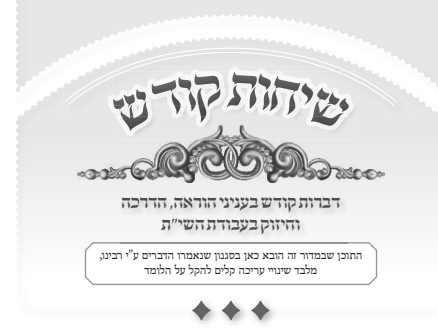 שיחות קודש
דברות קודש בעניני הוראה, הדרכה
וחיזוק בעבודת השי״ת
התוכן שבמדור זה הובא כאן בסגנון שנאמרו הדברים ע"י רבינו,
מלבד שינויי עריכה קלים להקל על הלומד